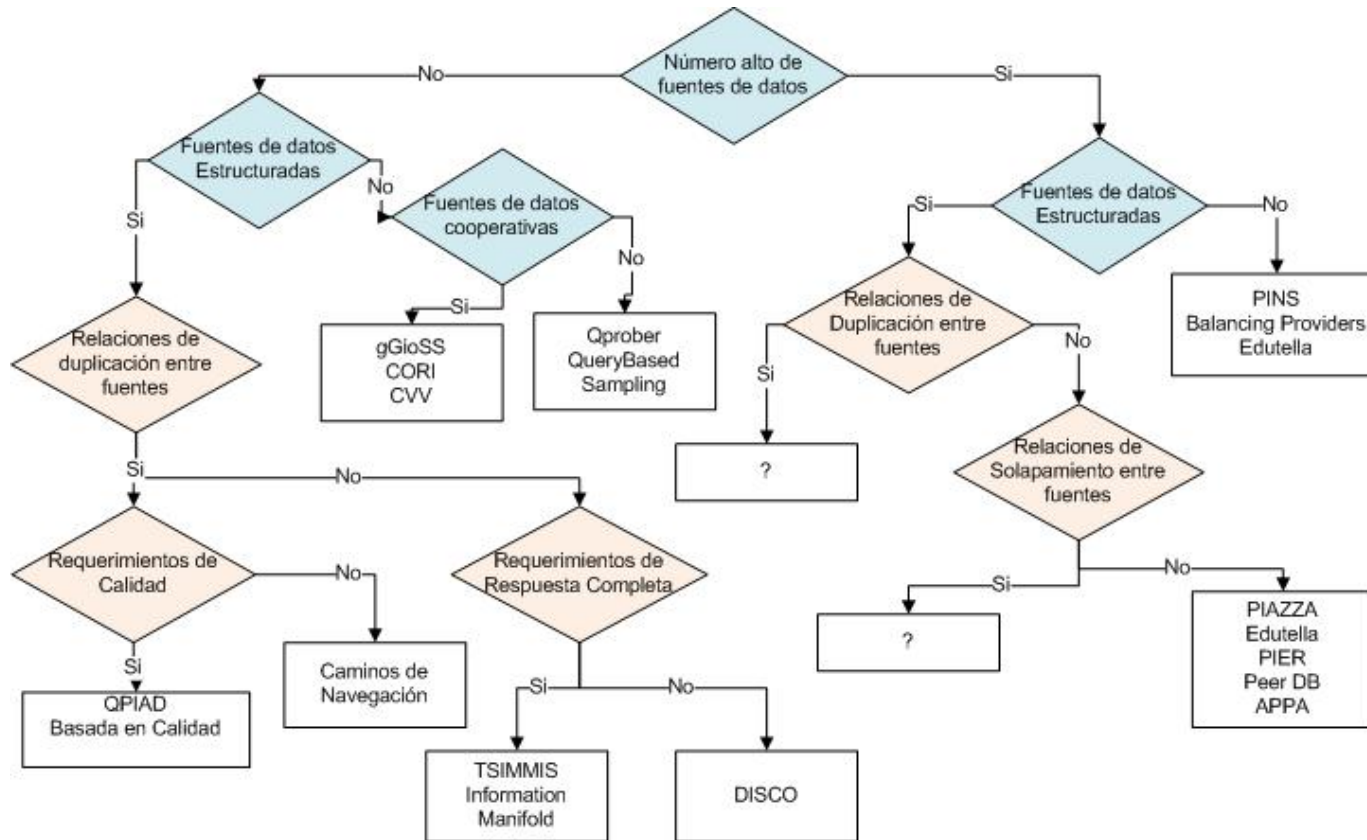 Número alto de
fuentes de datos
No
Si
Fuentes de datos
Estructuradas
No
Si
Fuentes de datos
cooperativas
No
Si
Fuentes de datos
Estructuradas
No
Si
Relaciones de
duplicación entre
fuentes
gGioSS
CORI
CVV
Qprober
QueryBased
Sampling
Relaciones de
Duplicación entre
fuentes
PINS
Balancing Providers
Edutella
Si
No
?
Relaciones de
Solapamiento entre
fuentes
Si
No
Requerimientos de
Calidad
Requerimientos de
Respuesta Completa
No
Si
Si
No
?
PIAZZA
Edutella
PIER
Peer DB
APPA
Caminos de
Navegación
QPIAD
Basada en Calidad
Si
No
TSIMMIS
Information
Manifold
DISCO